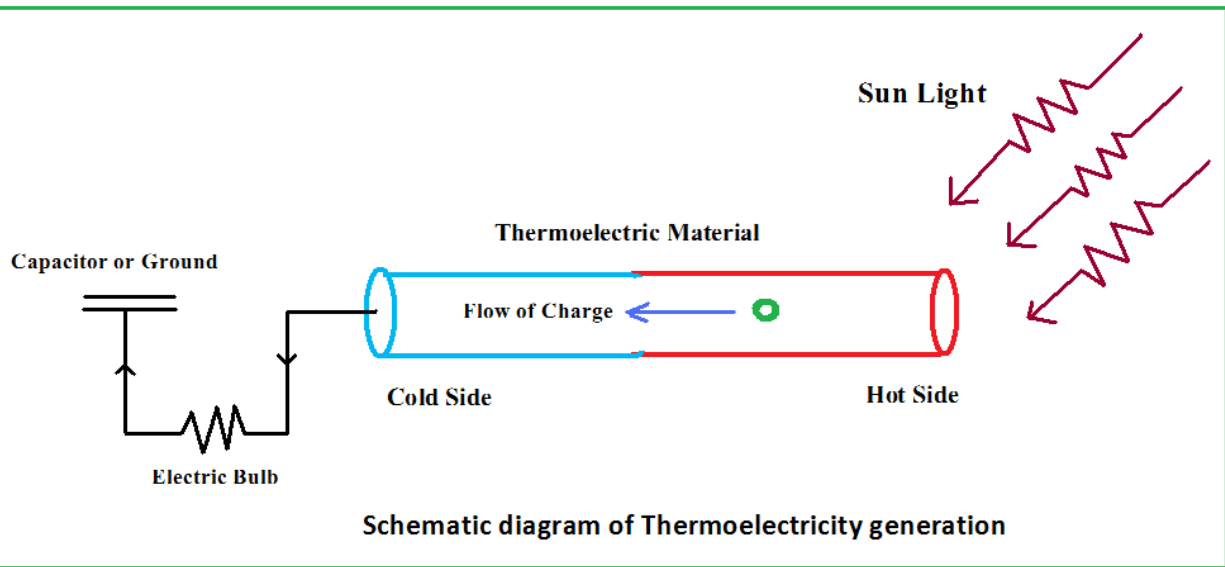 Sun Light
Thermoelectric Material
Capacitor or Ground
Flow of Charge
Cold Side
Hot Side
Electric Bulb
Schematic diagram of Thermoelectricity generation